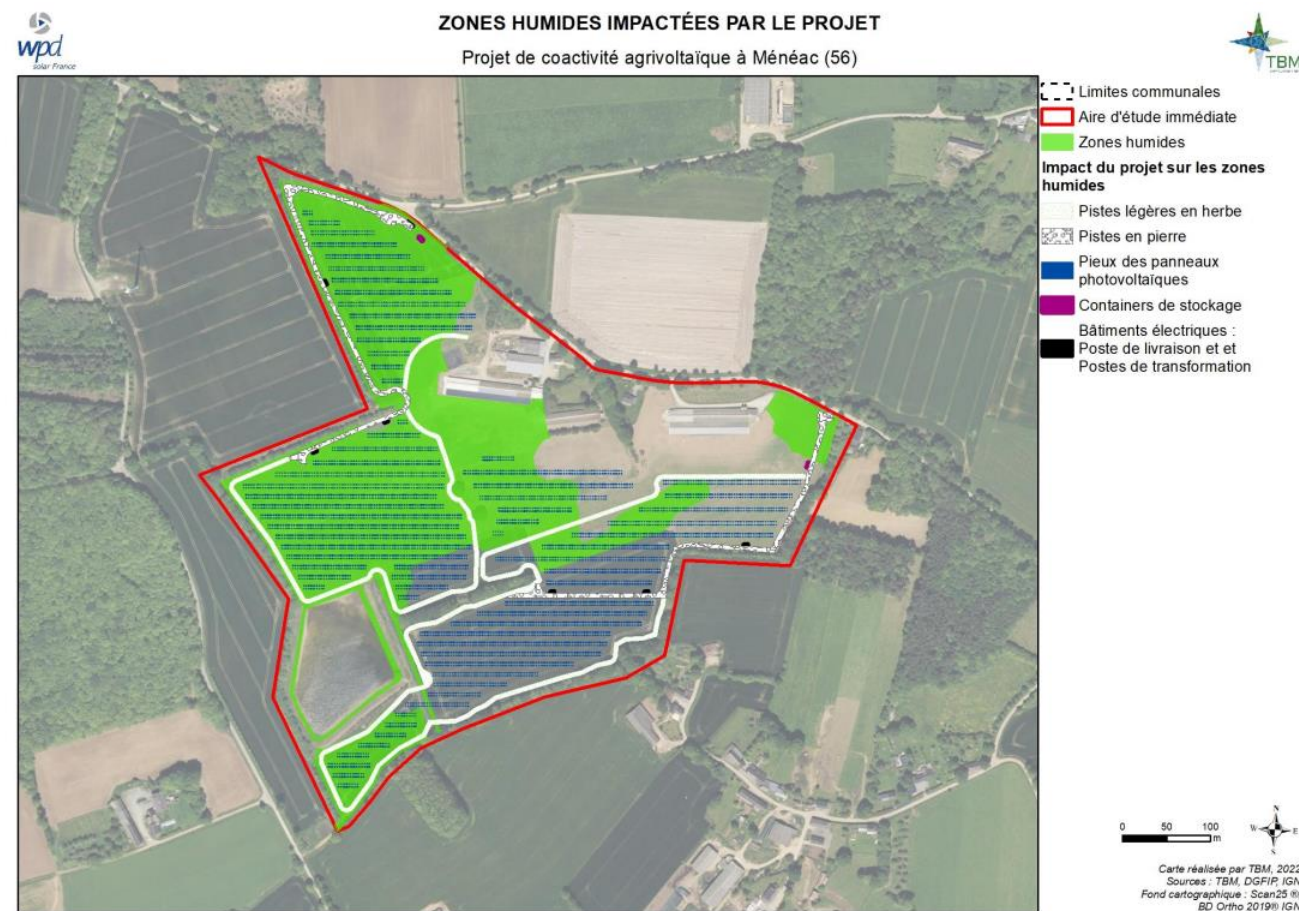 wpd
solar France
ZONES HUMIDES IMPACTÉES PAR LE PROJET
Projet de coactivité agrivoltaïque à Ménéac (56)
TBM
Limites communales
Aire d'étude immédiate
Zones humides
Impact du projet sur les zones
humides
Pistes légères en herbe
Pistes en pierre
Pieux des panneaux
photovoltaïques
Containers de stockage
Bâtiments électriques :
Poste de livraison et et
Postes de transformation
0 50 100
m
N
W E
S
Carte réalisée par TBM, 2022
Sources : TBM, DGFIP, IGN
Fond cartographique : Scan25 ®
BD Ortho 2019® IGN